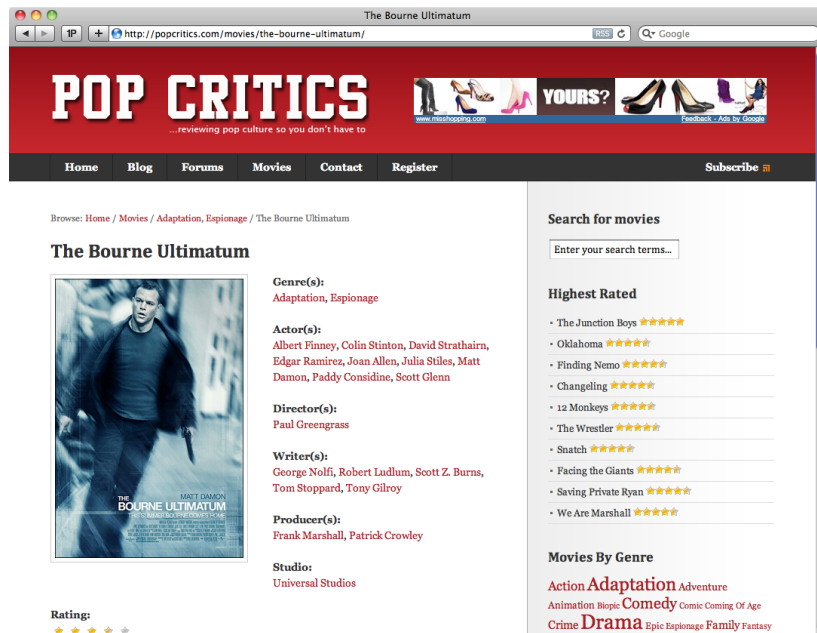 The Bourne Ultimatum
1P
+
http://popcritics.com/movies/the-bourne-ultimatum/
RSS
Google
POP CRITICS
...reviewing pop culture so you don't have to
YOURS?
www.misshopping.com
Feedback - Ads by Google
Home Blog Forums Movies Contact Register
Subscribe
Browse: Home / Movies / Adaptation, Espionage / The Bourne Ultimatum
The Bourne Ultimatum
Genre(s):
Adaptation, Espionage
Actor(s):
Albert Finney, Colin Stinton, David Strathairn,
Edgar Ramirez, Joan Allen, Julia Stiles, Matt
Damon, Paddy Considine, Scott Glenn
Director(s):
Paul Greengrass
Writer(s):
George Nolfi, Robert Ludlum, Scott Z. Burns,
Tom Stoppard, Tony Gilroy
Producer(s):
Frank Marshall, Patrick Crowley
Studio:
Universal Studios
MATT DAMON
THE
BOURNE ULTIMATUM
THIS SUMMER BOURNE COMES HOME
Rating:
Search for movies
Enter your search terms...
Highest Rated
• The Junction Boys
• Oklahoma
• Finding Nemo
• Changeling
• 12 Monkeys
• The Wrestler
• Snatch
• Facing the Giants
• Saving Private Ryan
• We Are Marshall
Movies By Genre
Action Adaptation Adventure
Animation Biopic Comedy Comic Coming Of Age
Crime Drama Epic Espionage Family Fantasy